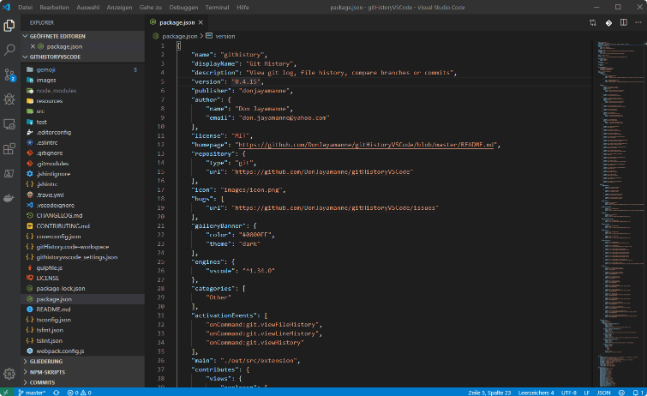 Datei Bearbeiten Auswahl Anzeigen Gehe zu Debuggen Terminal Hilfe
package.json - gitHistoryVSCode - Visual Studio Code
EXPLORER
GEÖFFNETE EDITOREN
package.json
GITHISTORYVSCODE
gemoji
images
node_modules
resources
src
test
.editorconfig
.eslintrc
.gitignore
.gitmodules
.jshintignore
.jshintrc
.travis.yml
.vscodeignore
CHANGELOG.md
CONTRIBUTING.md
gitHistory.code-workspace
githistoryvscode_settings.json
gulpfile.js
LICENSE
package-lock.json
package.json
README.md
tsconfig.json
tsfmt.json
tslint.json
webpack.config.js
GLIEDERUNG
NPM-SKRIPTS
COMMITS
package.json
package.json > version
1 {
2 "name": "githistory",
3 "displayName": "Git History",
4 "description": "View git log, file history, compare branches or commits",
5 "version": "0.4.15",
6 "publisher": "donjayamanne",
7 "author": {
8 "name": "Don Jayamanne",
9 "email": "don.jayamanne@yahoo.com"
10 },
11 "license": "MIT",
12 "homepage": "https://github.com/DonJayamanne/gitHistoryVSCode/blob/master/README.md",
13 "repository": {
14 "type": "git",
15 "url": "https://github.com/DonJayamanne/gitHistoryVSCode"
16 },
17 "icon": "images/icon.png",
18 "bugs": {
19 "url": "https://github.com/DonJayamanne/gitHistoryVSCode/issues"
20 },
21 "galleryBanner": {
22 "color": "#0000FF",
23 "theme": "dark"
24 },
25 "engines": {
26 "vscode": "^1.34.0"
27 },
28 "categories": [
29 "Other"
30 ],
31 "activationEvents": [
32 "onCommand:git.viewFileHistory",
33 "onCommand:git.viewLineHistory",
34 "onCommand:git.viewHistory"
35 ],
36 "main": "./out/src/extension",
37 "contributes": {
38 "views": {
master* 0 0 Zeile 5, Spalte 23 Leerzeichen: 4 UTF-8 LF JSON 1